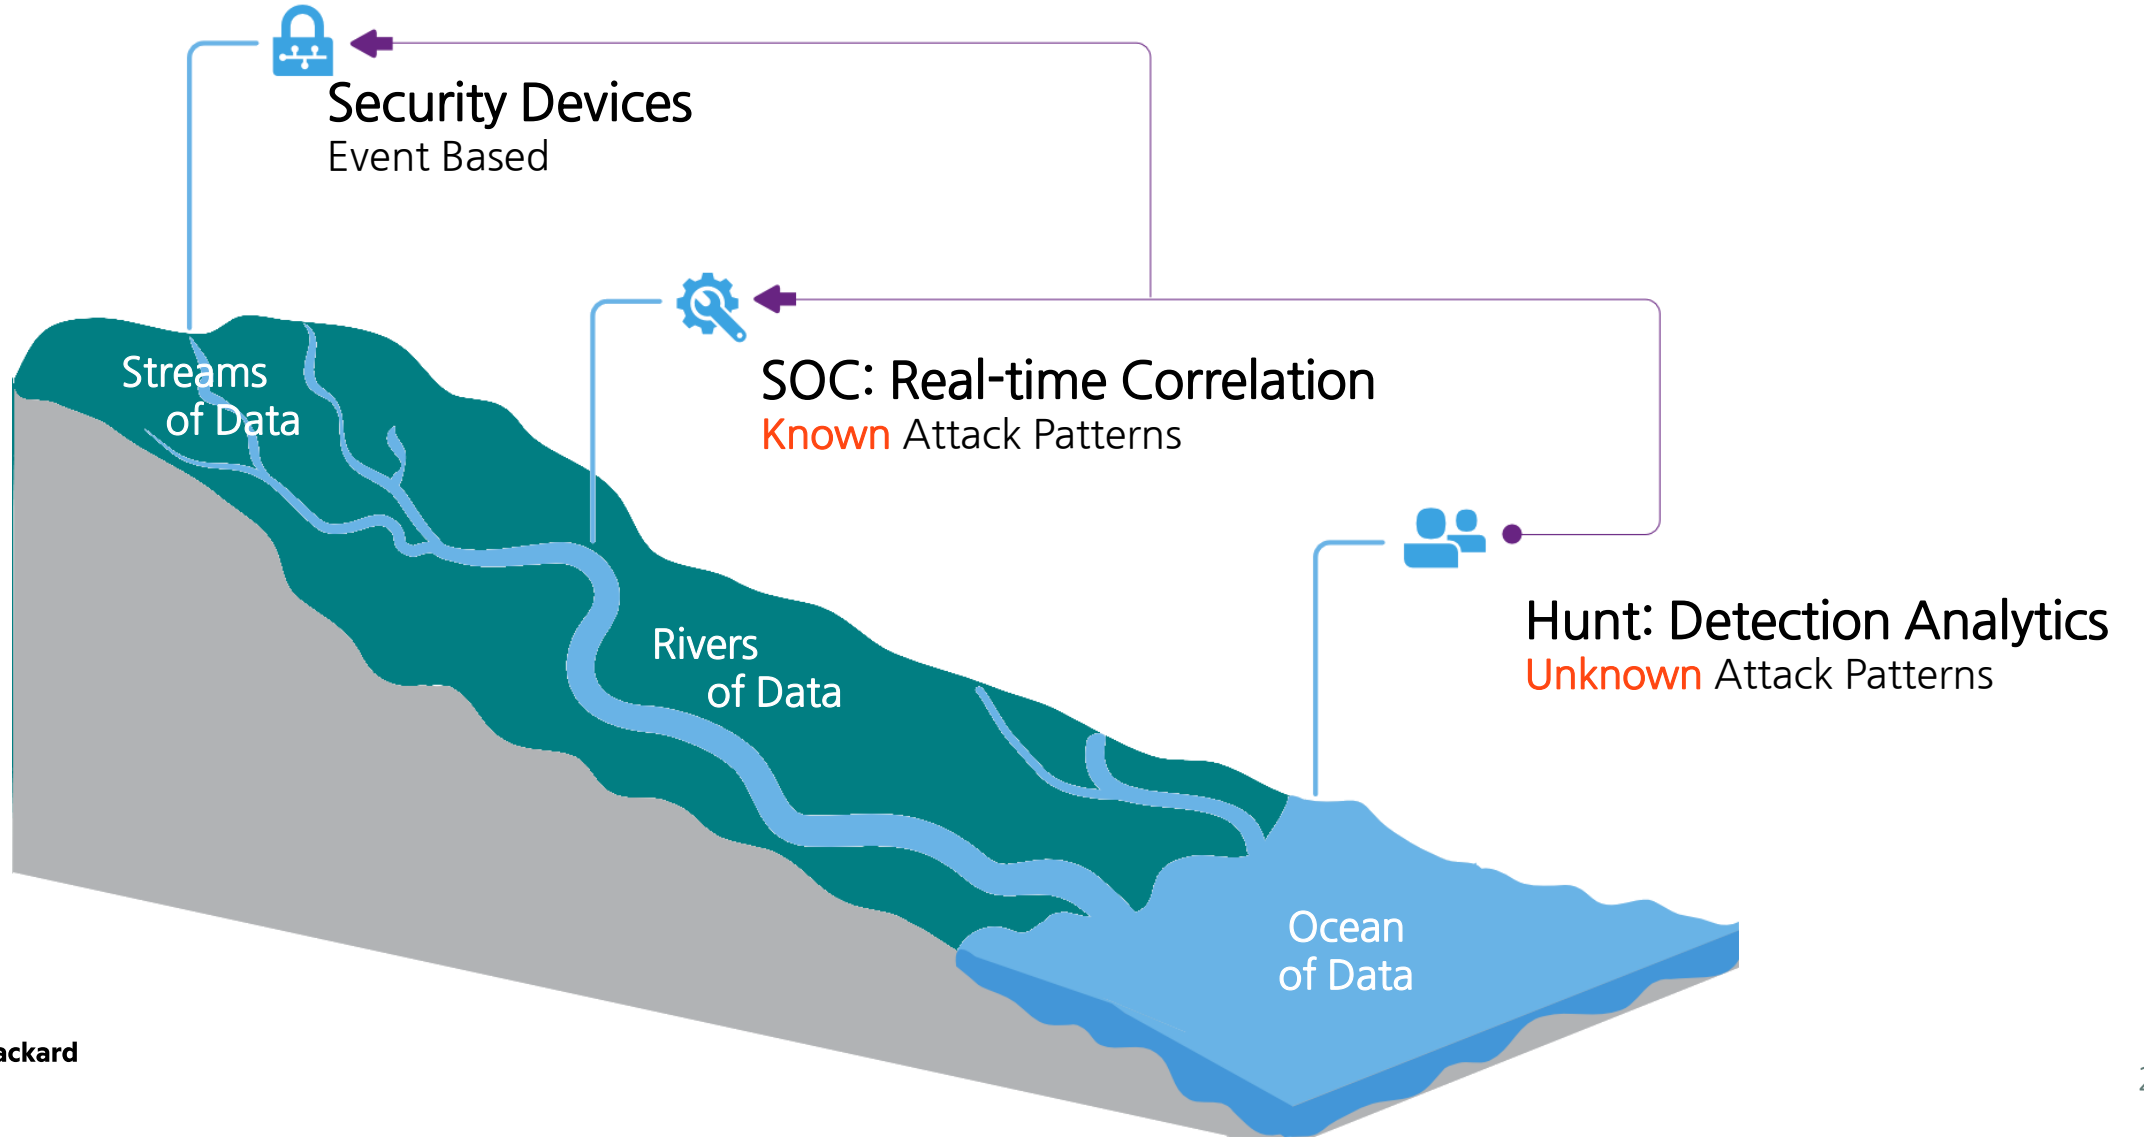 Security Devices
Event Based
SOC: Real-time Correlation
Known Attack Patterns
Streams
of Data
Hunt: Detection Analytics
Unknown Attack Patterns
Rivers
of Data
Ocean
of Data
ackard